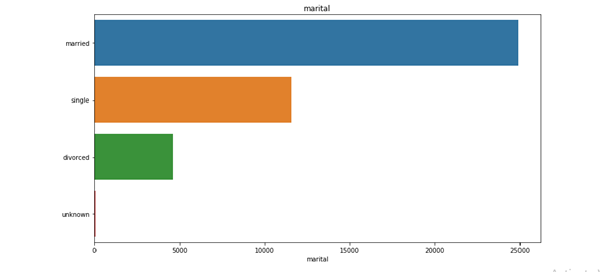 marital
married
single
divorced
unknown
0 5000 10000 15000 20000 25000
marital